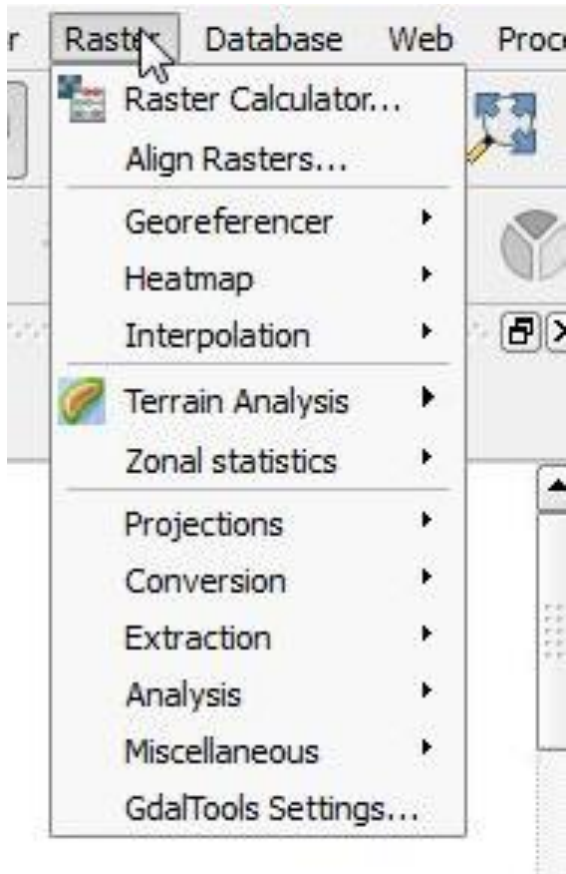 r Raster Database Web Proc
Raster Calculator...
Align Rasters...
Georeferencer
Heatmap
Interpolation
Terrain Analysis
Zonal statistics
Projections
Conversion
Extraction
Analysis
Miscellaneous
GdalTools Settings...